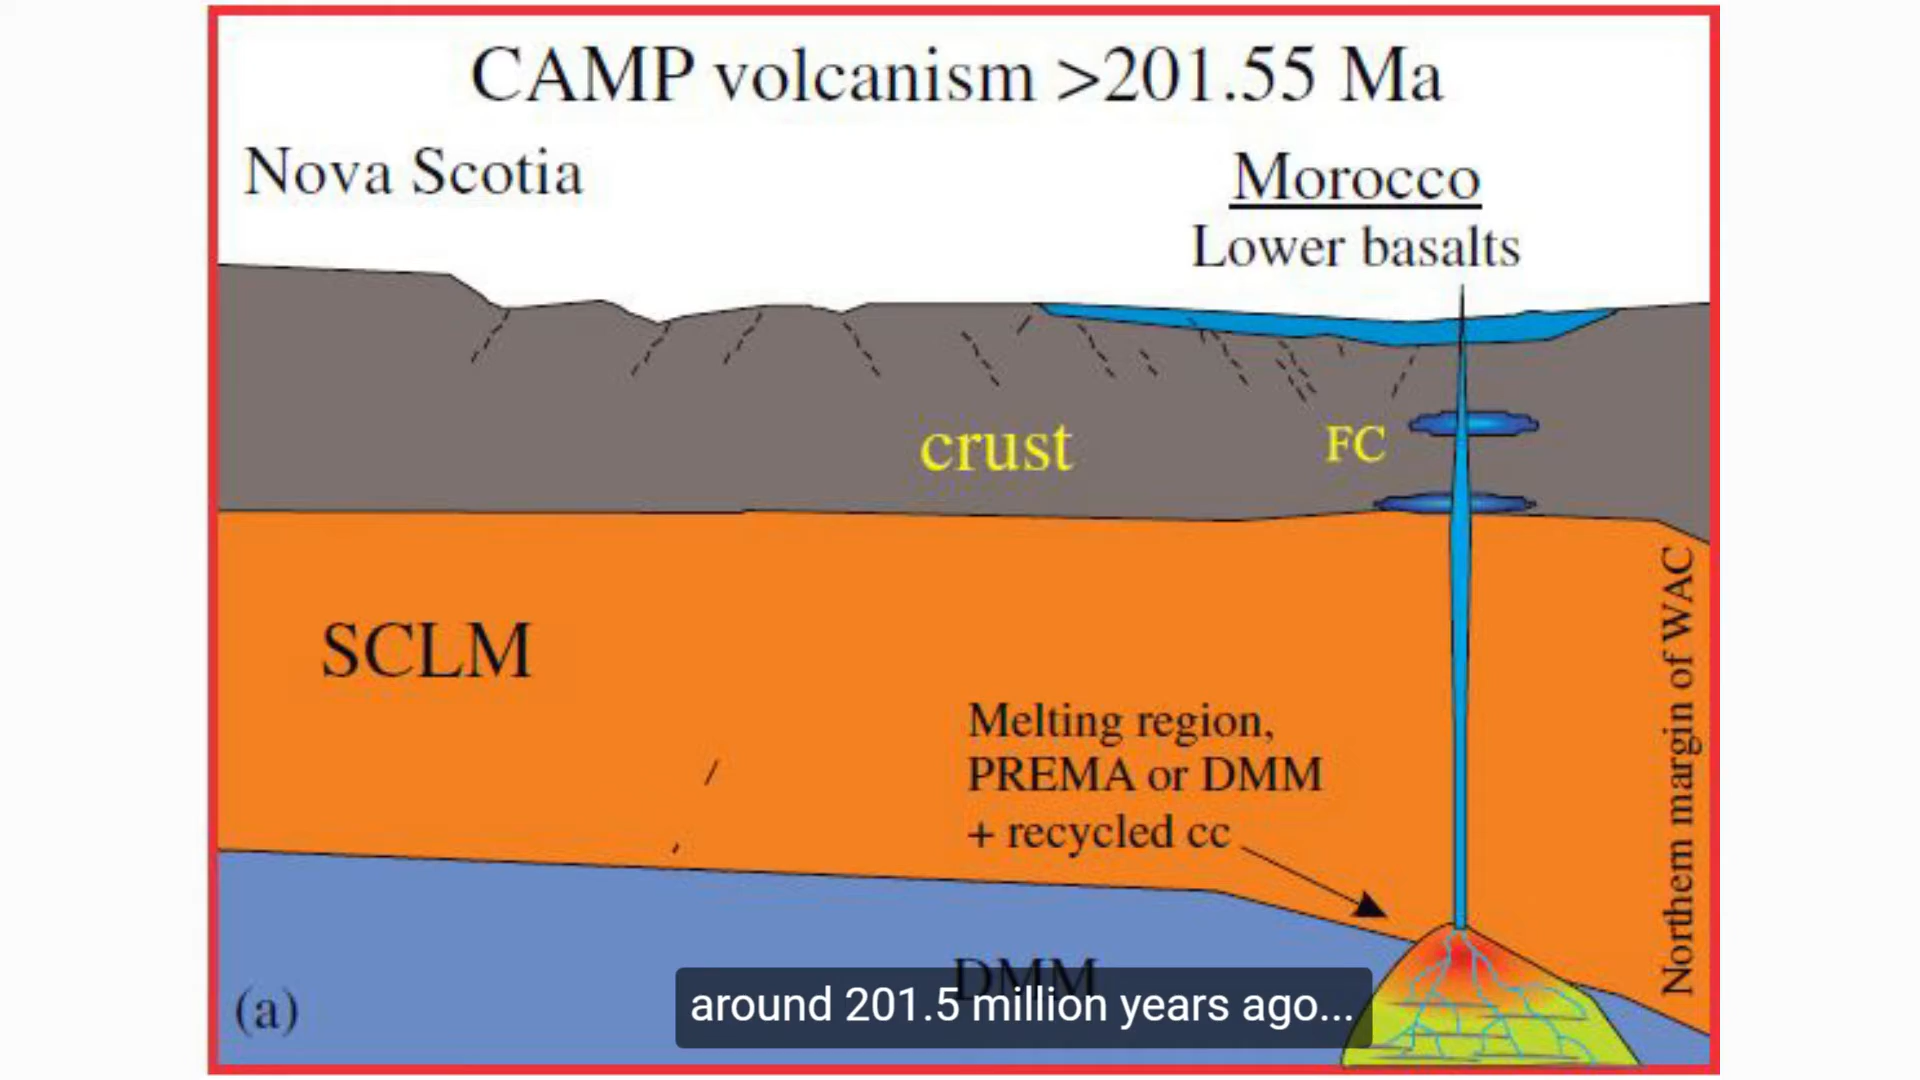 CAMP volcanism >201.55 Ma
Nova Scotia
Morocco
Lower basalts
crust
FC
SCLM
Melting region,
PREMA or DMM
+ recycled cc
Northern margin of WAC
DMM
(a)
around 201.5 million years ago...